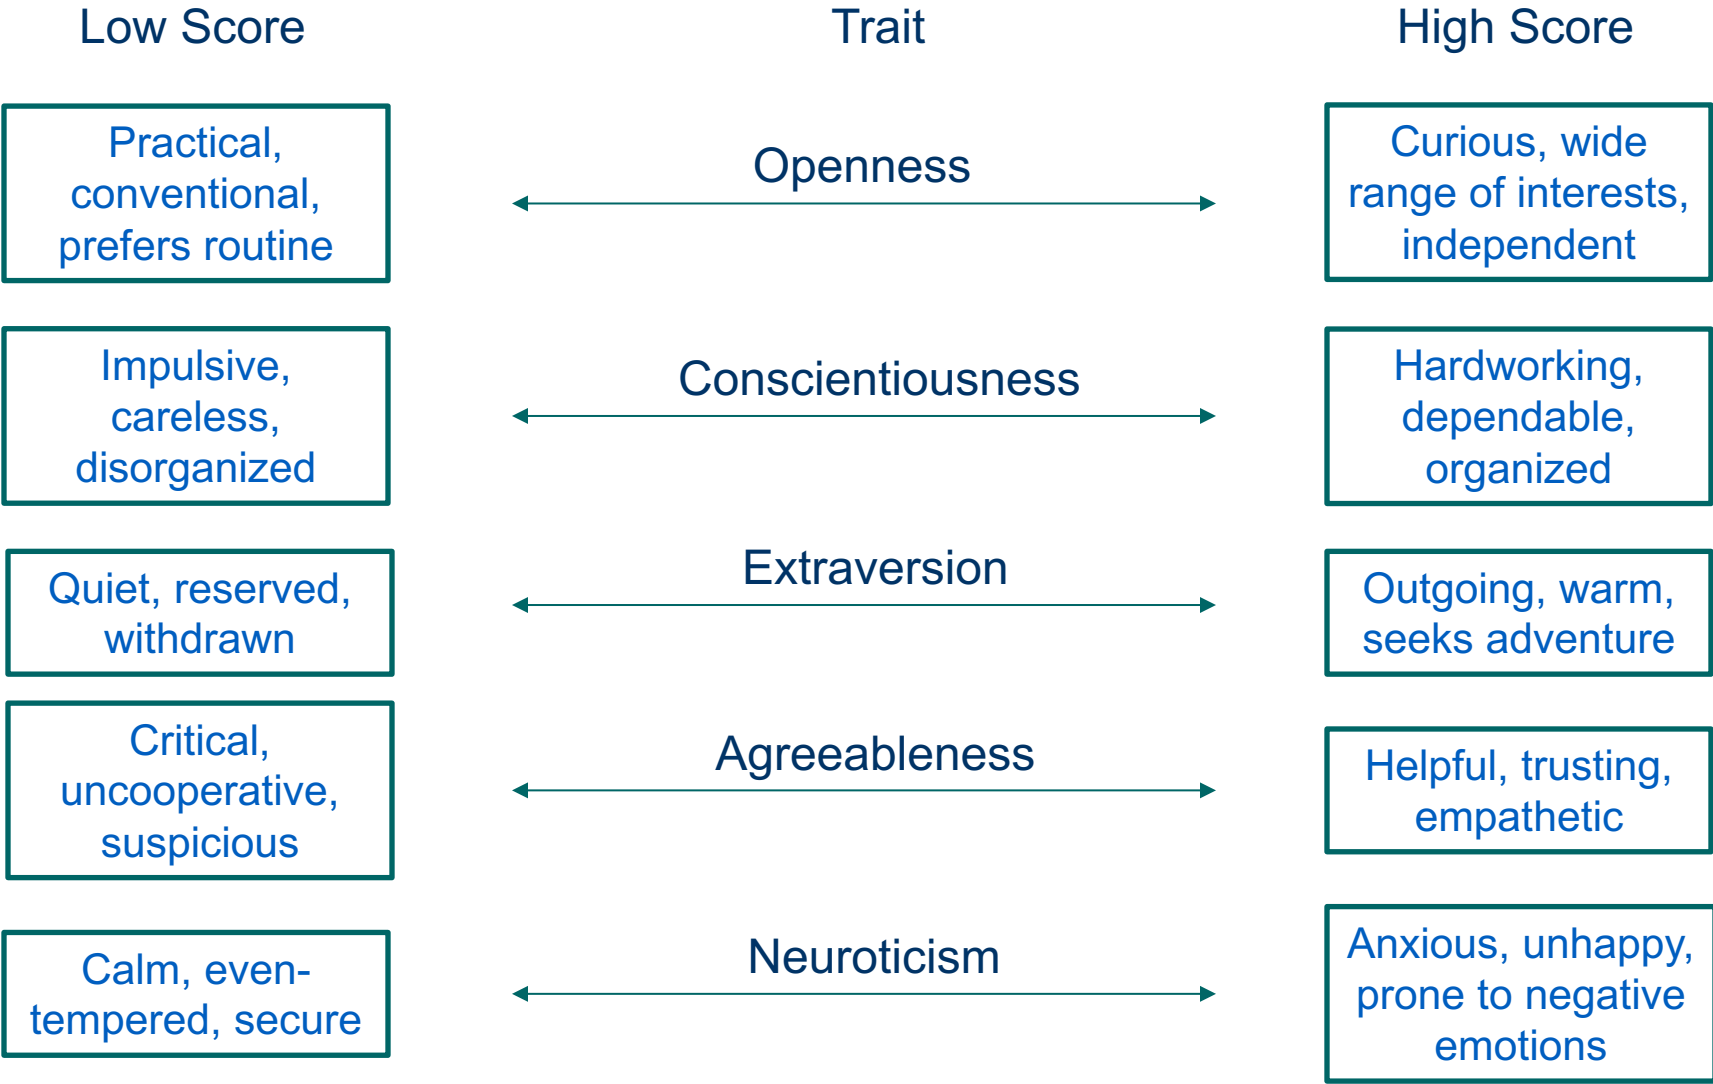 Low Score
Trait
High Score
Practical,
conventional,
prefers routine
Openness
Curious, wide
range of interests,
independent
Impulsive,
careless,
disorganized
Conscientiousness
Hardworking,
dependable,
organized
Quiet, reserved,
withdrawn
Extraversion
Outgoing, warm,
seeks adventure
Critical,
uncooperative,
suspicious
Agreeableness
Helpful, trusting,
empathetic
Calm, even-
tempered, secure
Neuroticism
Anxious, unhappy,
prone to negative
emotions